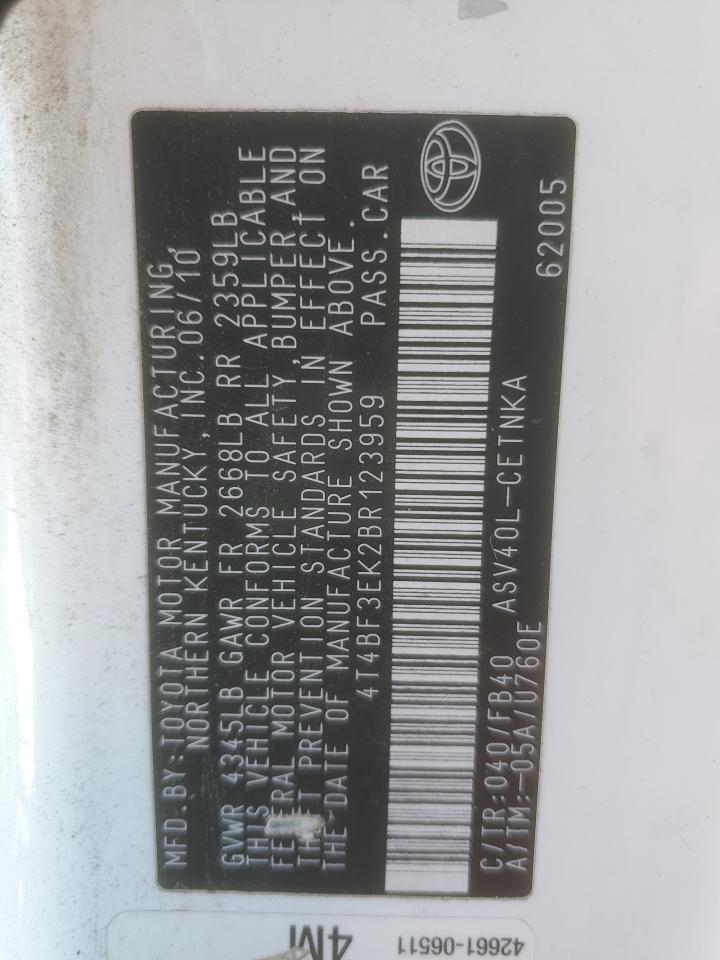 MFD.BY:TOYOTA MOTOR MANUFACTURING,
NORTHERN KENTUCKY, INC. 06/10
GVWR 4345LB GAWR FR 2668LB RR 2359LB
THIS VEHICLE CONFORMS TO ALL APPLICABLE
FE RAL MOTOR VEHICLE SAFETY, BUMPER, AND
THEFT PREVENTION STANDARDS IN EFFECT ON
THE DATE OF MANUFACTURE SHOWN ABOVE.
4T4BF3EK2BR123959 PASS.CAR
C/TR:040/FB40 ASV40L-CETNKA
A/TM:-05A/U760E 62005
4M
42661-06511